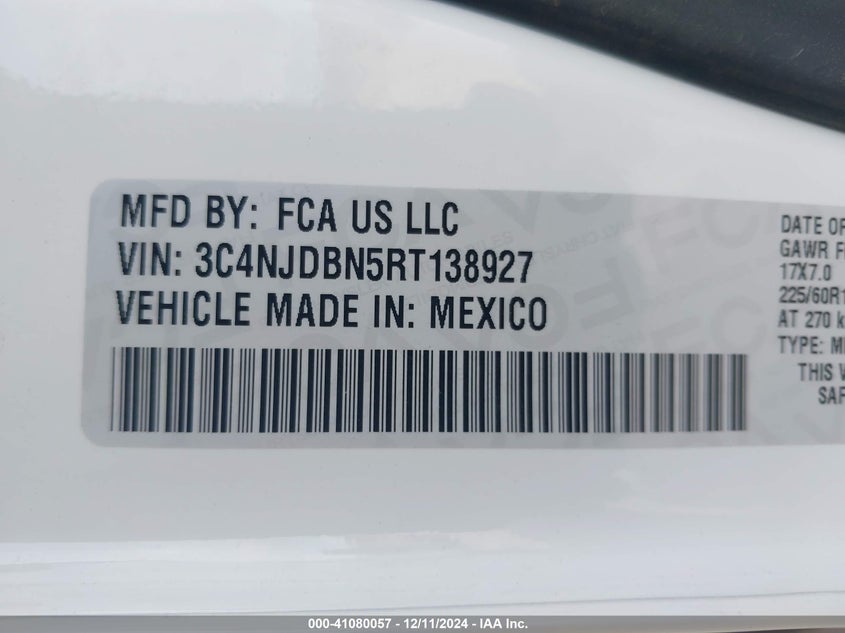 MFD BY: FCA US LLC
VIN: 3C4NJDBN5RT138927
VEHICLE MADE IN: MEXICO
DATE OF
GAWR F
17X7.0
225/60R1
AT 270 k
TYPE: M
THIS V
SAF
000-41080057 - 12/11/2024 - IAA Inc.